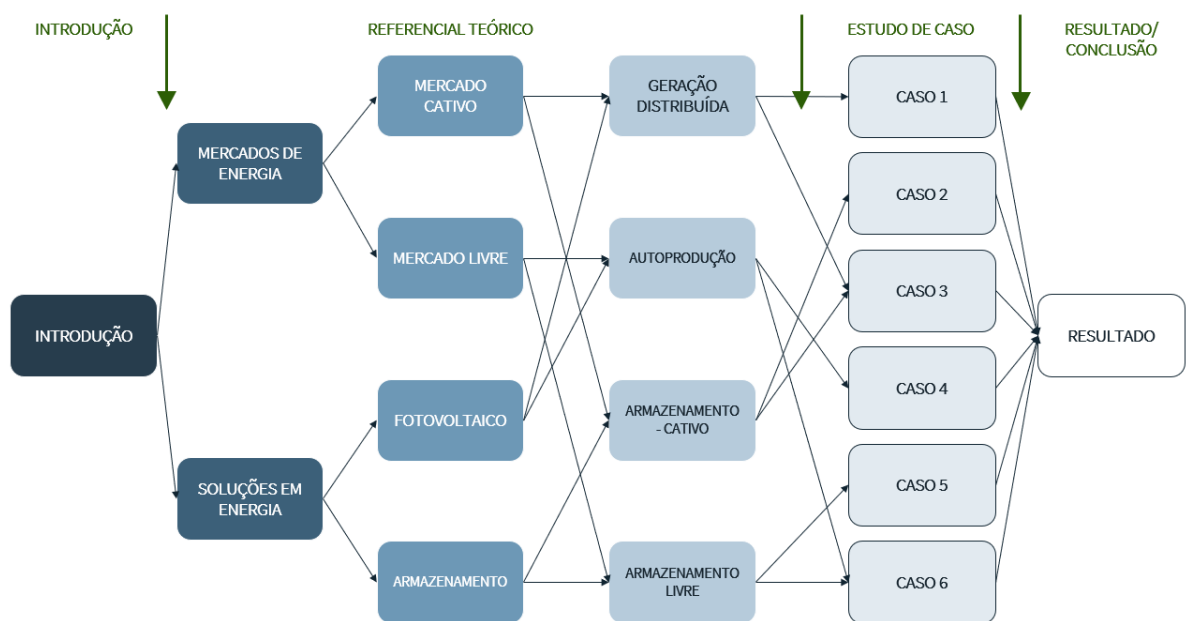 INTRODUÇÃO
REFERENCIAL TEÓRICO
ESTUDO DE CASO
RESULTADO/
CONCLUSÃO
INTRODUÇÃO
MERCADOS DE
ENERGIA
SOLUÇÕES EM
ENERGIA
MERCADO
CATIVO
MERCADO LIVRE
FOTOVOLTAICO
ARMAZENAMENTO
GERAÇÃO
DISTRIBUÍDA
AUTOPRODUÇÃO
ARMAZENAMENTO
- CATIVO
ARMAZENAMENTO
LIVRE
CASO 1
CASO 2
CASO 3
CASO 4
CASO 5
CASO 6
RESULTADO